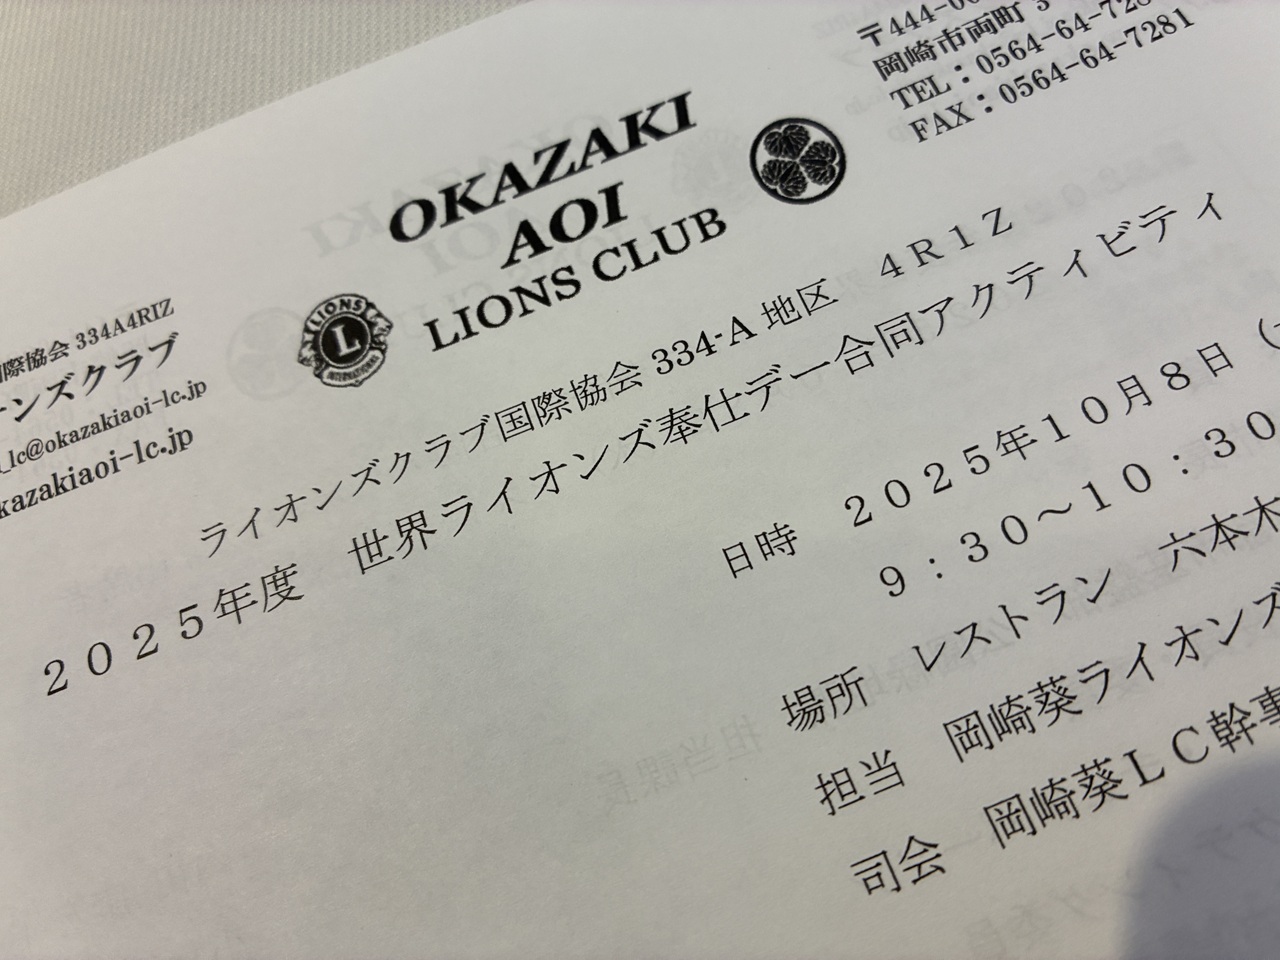 〒444-0
岡崎市両町 3
TEL：0564-64-728
FAX：0564-64-7281
OKAZAKI
AOI
LIONS CLUB
LIONS
L
INTERNATIONAL
国際協会 334A4RIZ
ンズクラブ
_lc@okazakiaoi-lc.jp
kazakiaoi-lc.jp
ライオンズクラブ国際協会 334-A 地区　４Ｒ１Ｚ
２０２５年度　世界ライオンズ奉仕デー合同アクティビティ
日時　２０２５年１０月８日（
９：３０～１０：３０
場所　レストラン　六本木
担当　岡崎葵ライオンズ
司会　岡崎葵ＬＣ幹事